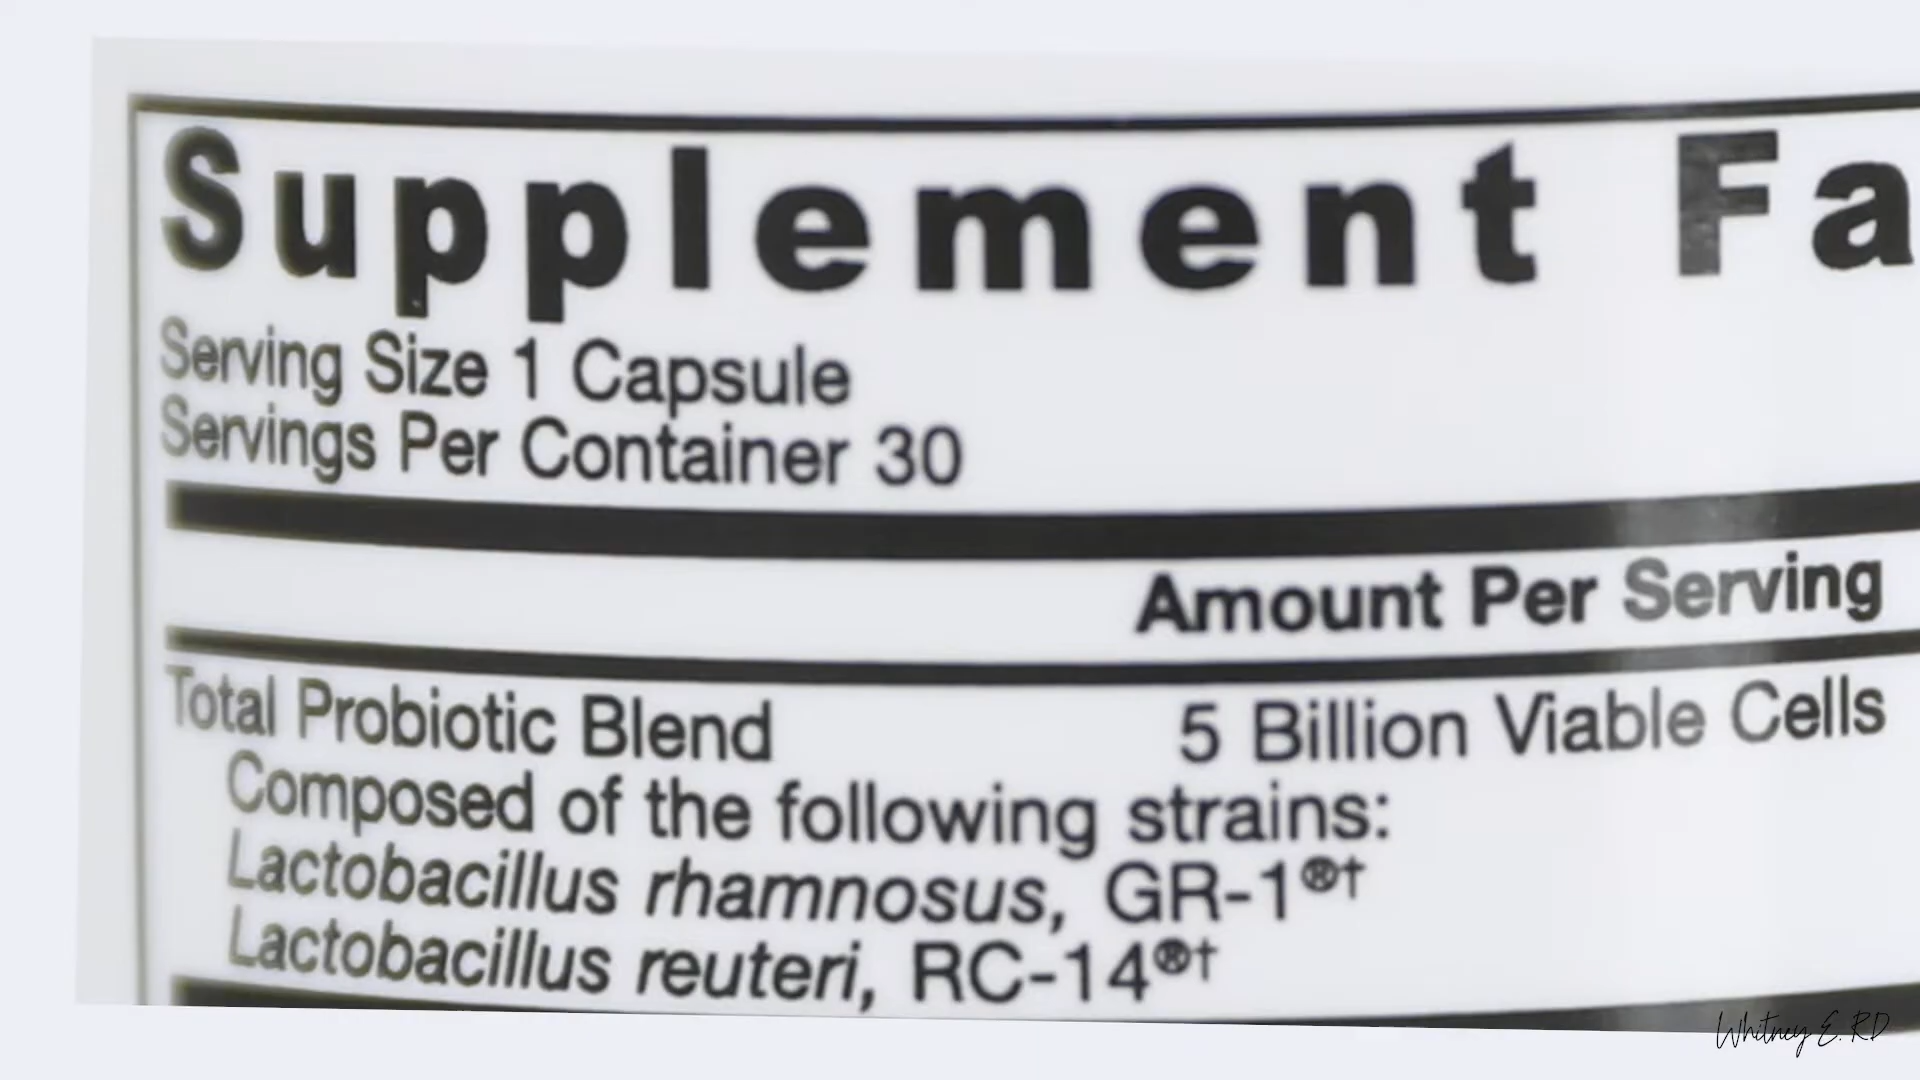 Supplement Fa
Serving Size 1 Capsule
Servings Per Container 30
Amount Per Serving
Total Probiotic Blend 5 Billion Viable Cells
Composed of the following strains:
Lactobacillus rhamnosus, GR-1®†
Lactobacillus reuteri, RC-14®†
Whitney E. RD